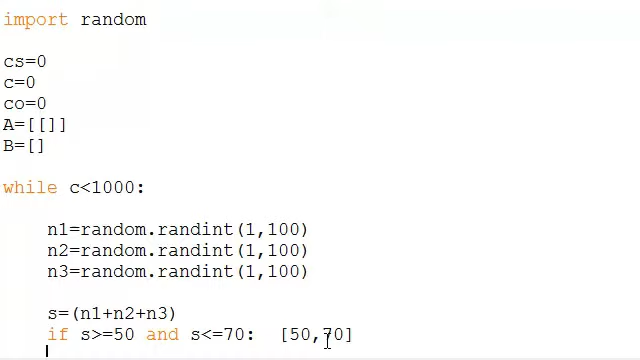 import random
cs=0
c=0
co=0
A=[[]]
B=[]
while c<1000:
n1=random.randint(1,100)
n2=random.randint(1,100)
n3=random.randint(1,100)
s=(n1+n2+n3)
if s>=50 and s<=70:  [50,70]